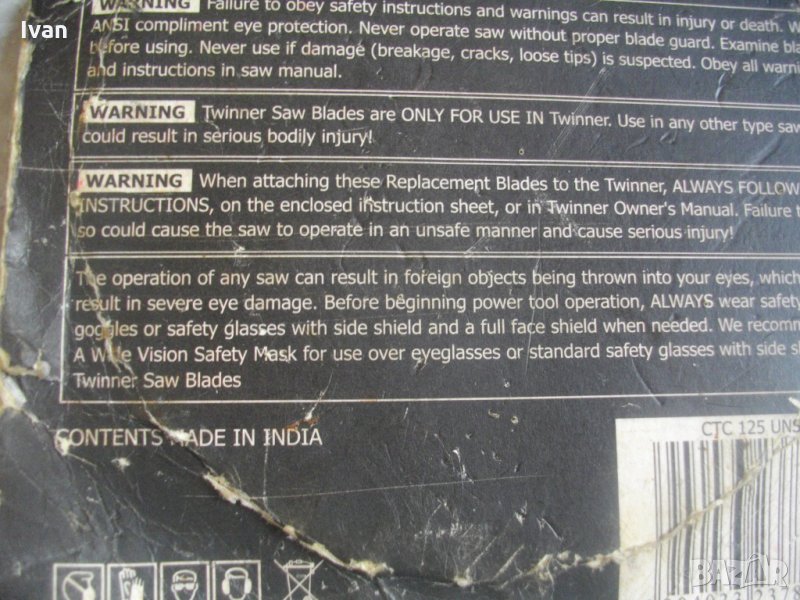 Ivan
WARNING Failure to obey safety instructions and warnings can result in injury or death.
ANSI compliment eye protection. Never operate saw without proper blade guard. Examine
before using. Never use if damage (breakage, cracks, loose tips) is suspected. Obey all
and instructions in saw manual.
WARNING Twinner Saw Blades are ONLY FOR USE IN Twinner. Use in any other type saw
could result in serious bodily injury!
WARNING When attaching these Replacement Blades to the Twinner, ALWAYS FOLLOW
INSTRUCTIONS, on the enclosed instruction sheet, or in Twinner Owner's Manual. Failure
so could cause the saw to operate in an unsafe manner and cause serious injury!
The operation of any saw can result in foreign objects being thrown into your eyes, which
result in severe eye damage. Before beginning power tool operation, ALWAYS wear safety
goggles or safety glasses with side shield and a full face shield when needed. We
A Wide Vision Safety Mask for use over eyeglasses or standard safety glasses with side
Twinner Saw Blades
CONTENTS MADE IN INDIA
CTC 125 UNS
BAZAR